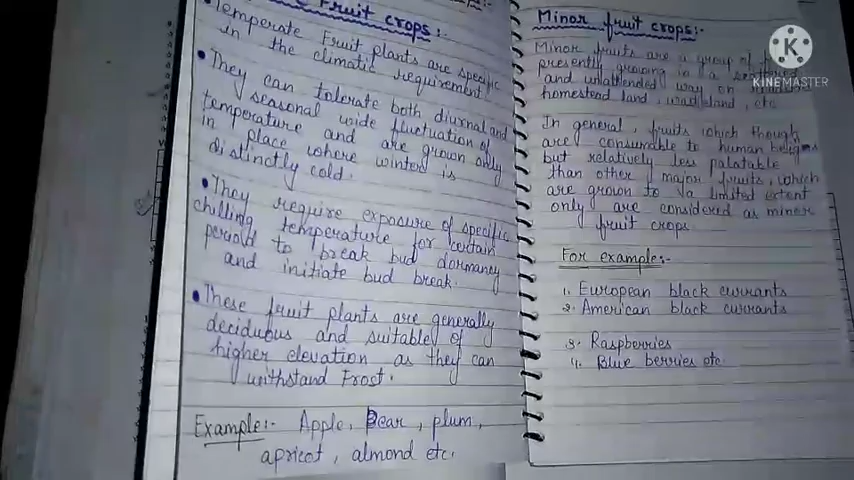 Fruit crops:-
Temperate Fruit plants are specific
in the climatic requirement
They can tolerate both diurnal and
seasonal wide fluctuation of
temperature and are grown only
in place where winter is
distinctly cold.
They require exposure of specific
chilling temperature for certain
period to break bud dormancy
and initiate bud break.
These fruit plants are generally
deciduous and suitable of
higher elevation as they can
withstand Frost.
Example:- Apple, Pear, plum,
apricot, almond etc.
Minor fruit crops:-
Minor fruits are a group of
presently growing in a scattered
and unattended way on
homestead land, wasteland, etc
In general, fruits which though
are consumable to human beings
but relatively less palatable
than other major fruits, which
are grown to a limited extent
only are considered as minor
fruit crops
For example:-
1. European black currants
2. American black currants
3. Raspberries
4. Blue berries etc.
K
KINEMASTER